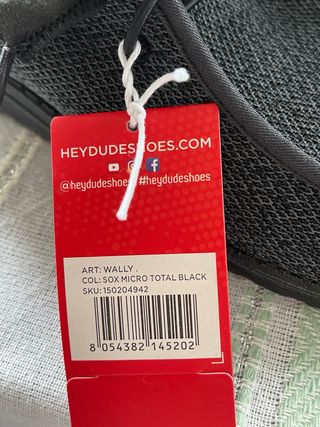 HEYDUDESHOES.COM
@heydudeshoes #heydudeshoes
ART: WALLY .
COL: SOX MICRO TOTAL BLACK
SKU: 150204942
8 054382 145202